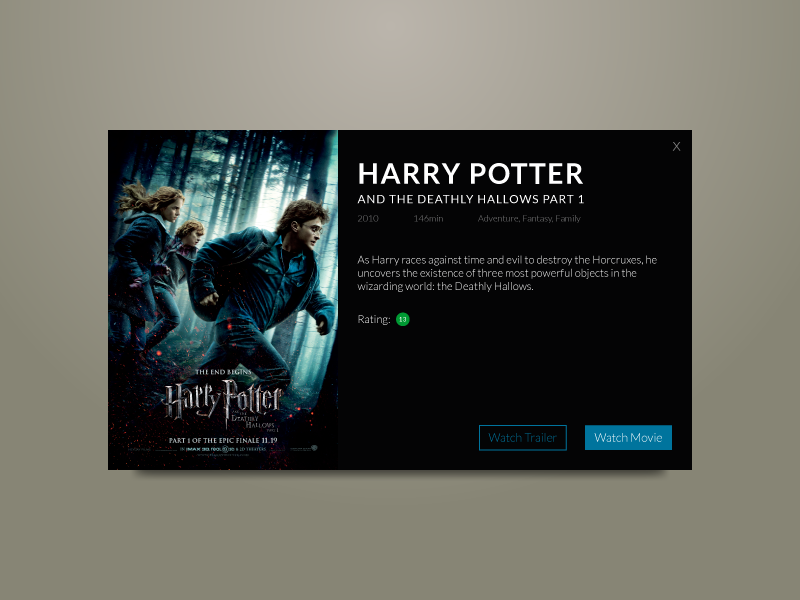 X
HARRY POTTER
AND THE DEATHLY HALLOWS PART 1
2010 146min Adventure, Fantasy, Family
As Harry races against time and evil to destroy the Horcruxes, he
uncovers the existence of three most powerful objects in the
wizarding world: the Deathly Hallows.
Rating: 13
Watch Trailer
Watch Movie
THE END BEGINS
Harry Potter
AND THE
DEATHLY
HALLOWS
PART 1
PART 1 OF THE EPIC FINALE 11.19